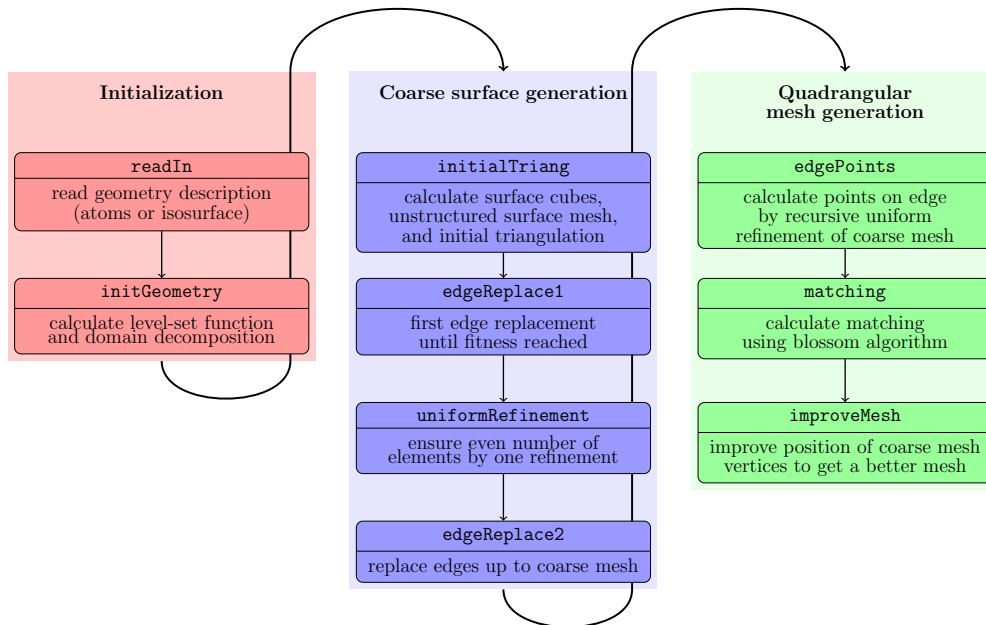 Initialization
readIn
read geometry description
(atoms or isosurface)
initGeometry
calculate level-set function
and domain decomposition
Coarse surface generation
initialTriang
calculate surface cubes,
unstructured surface mesh,
and initial triangulation
edgeReplace1
first edge replacement
until fitness reached
uniformRefinement
ensure even number of
elements by one refinement
edgeReplace2
replace edges up to coarse mesh
Quadrangular
mesh generation
edgePoints
calculate points on edge
by recursive uniform
refinement of coarse mesh
matching
calculate matching
using blossom algorithm
improveMesh
improve position of coarse mesh
vertices to get a better mesh